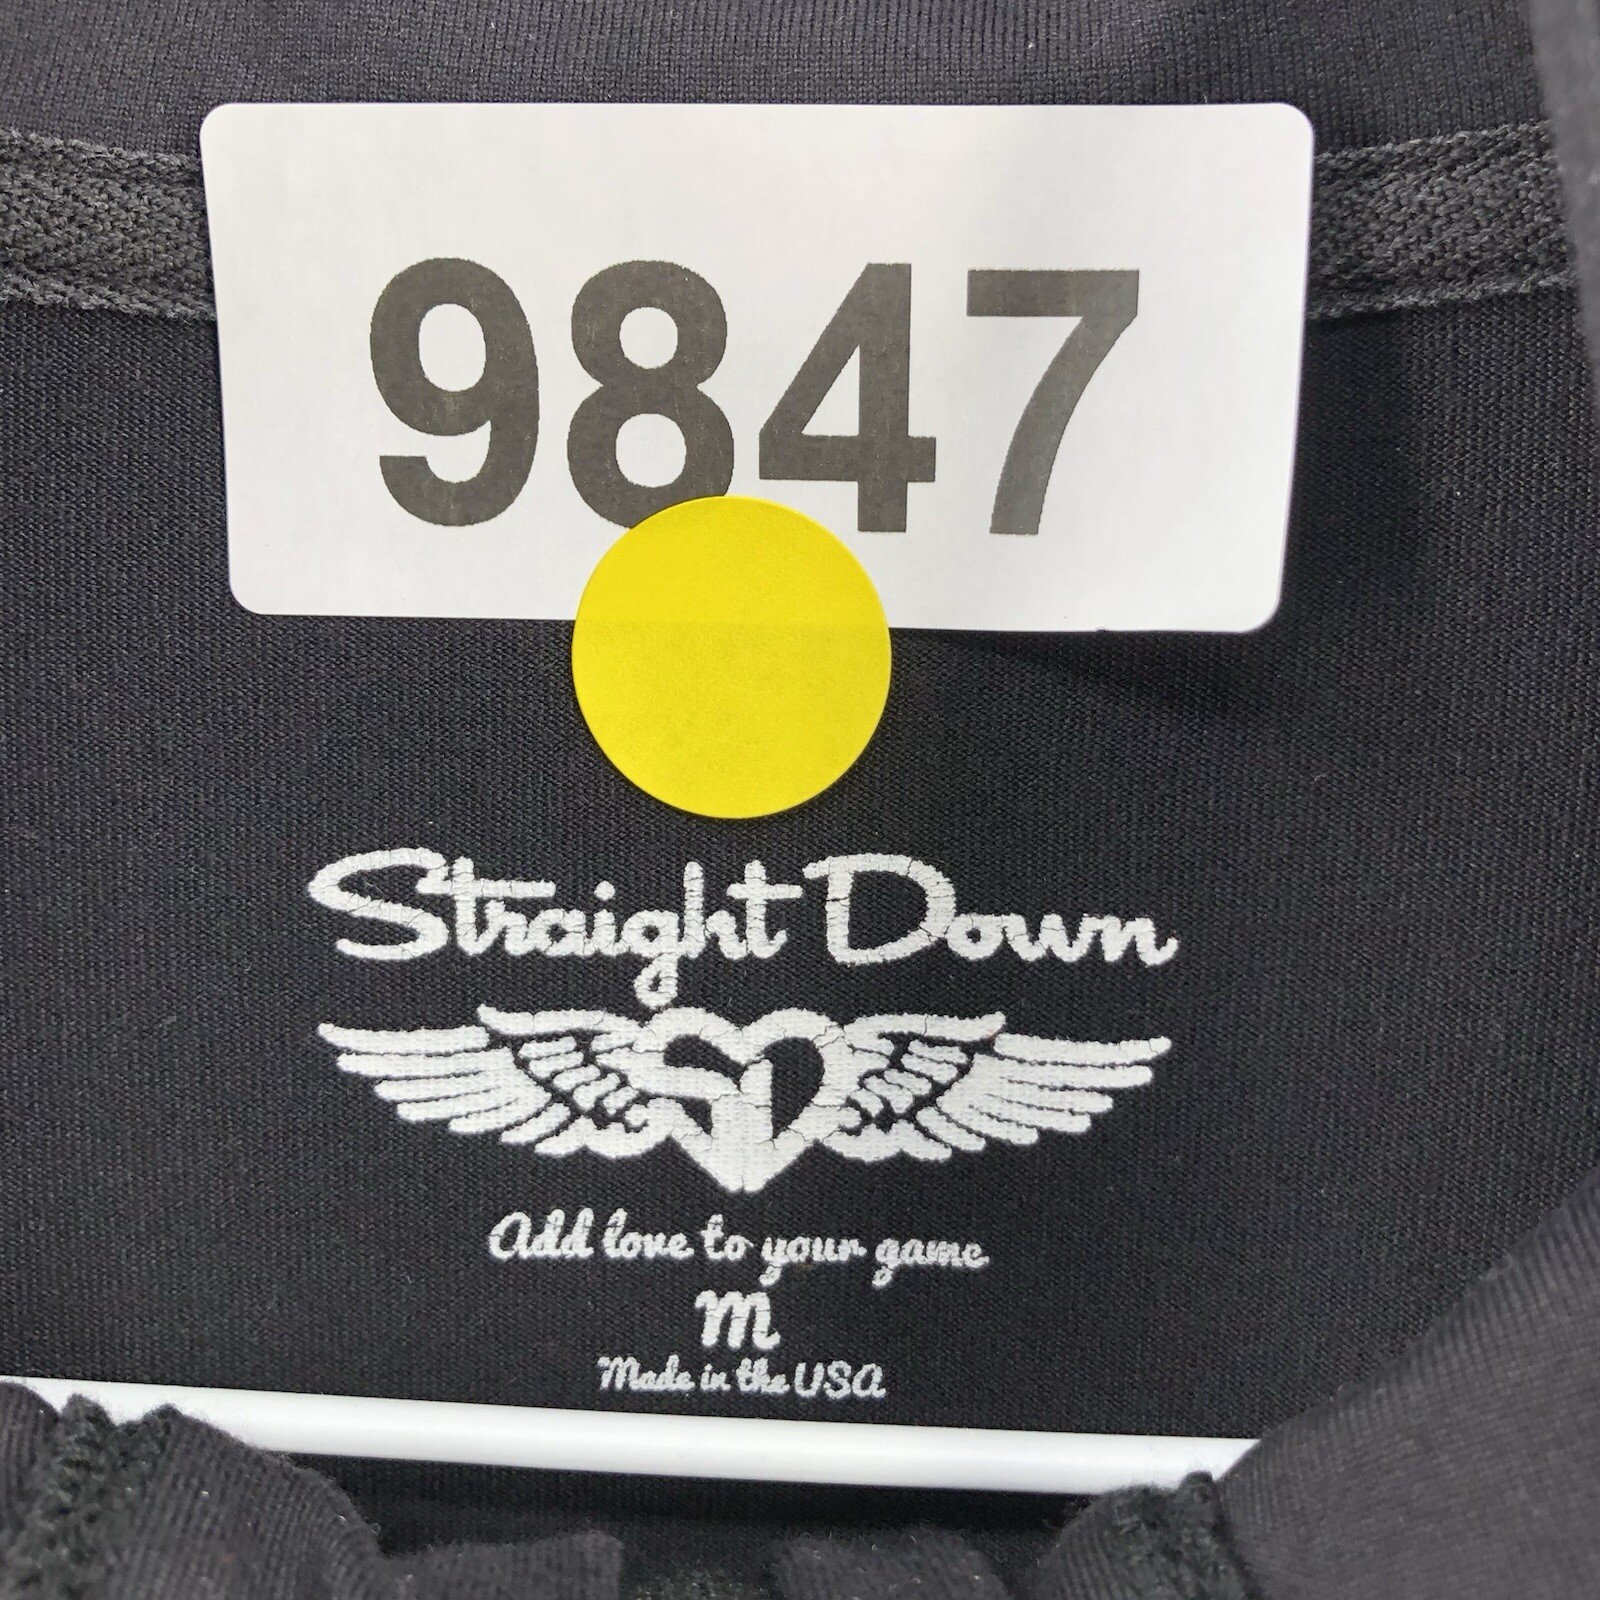 9847
Straight Down
Add love to your game
M
Made in the USA